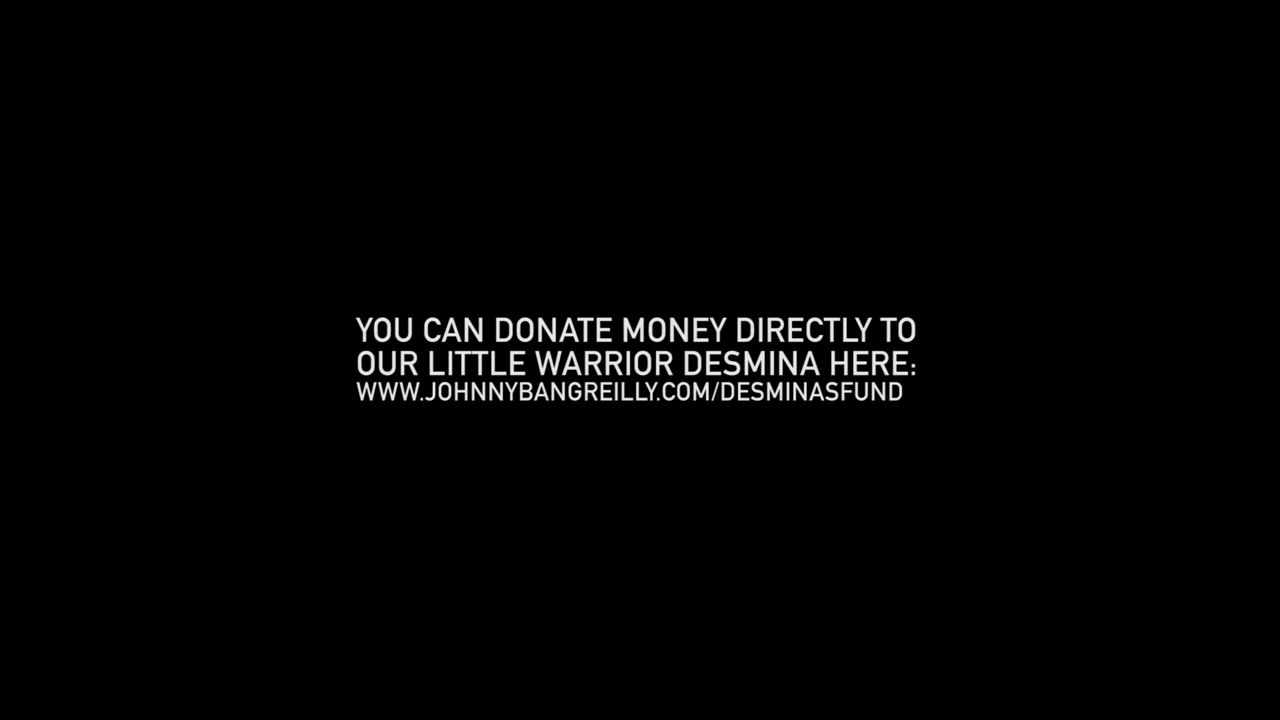 YOU CAN DONATE MONEY DIRECTLY TO
OUR LITTLE WARRIOR DESMINA HERE:
WWW.JOHNNYBANGREILLY.COM/DESMINASFUND